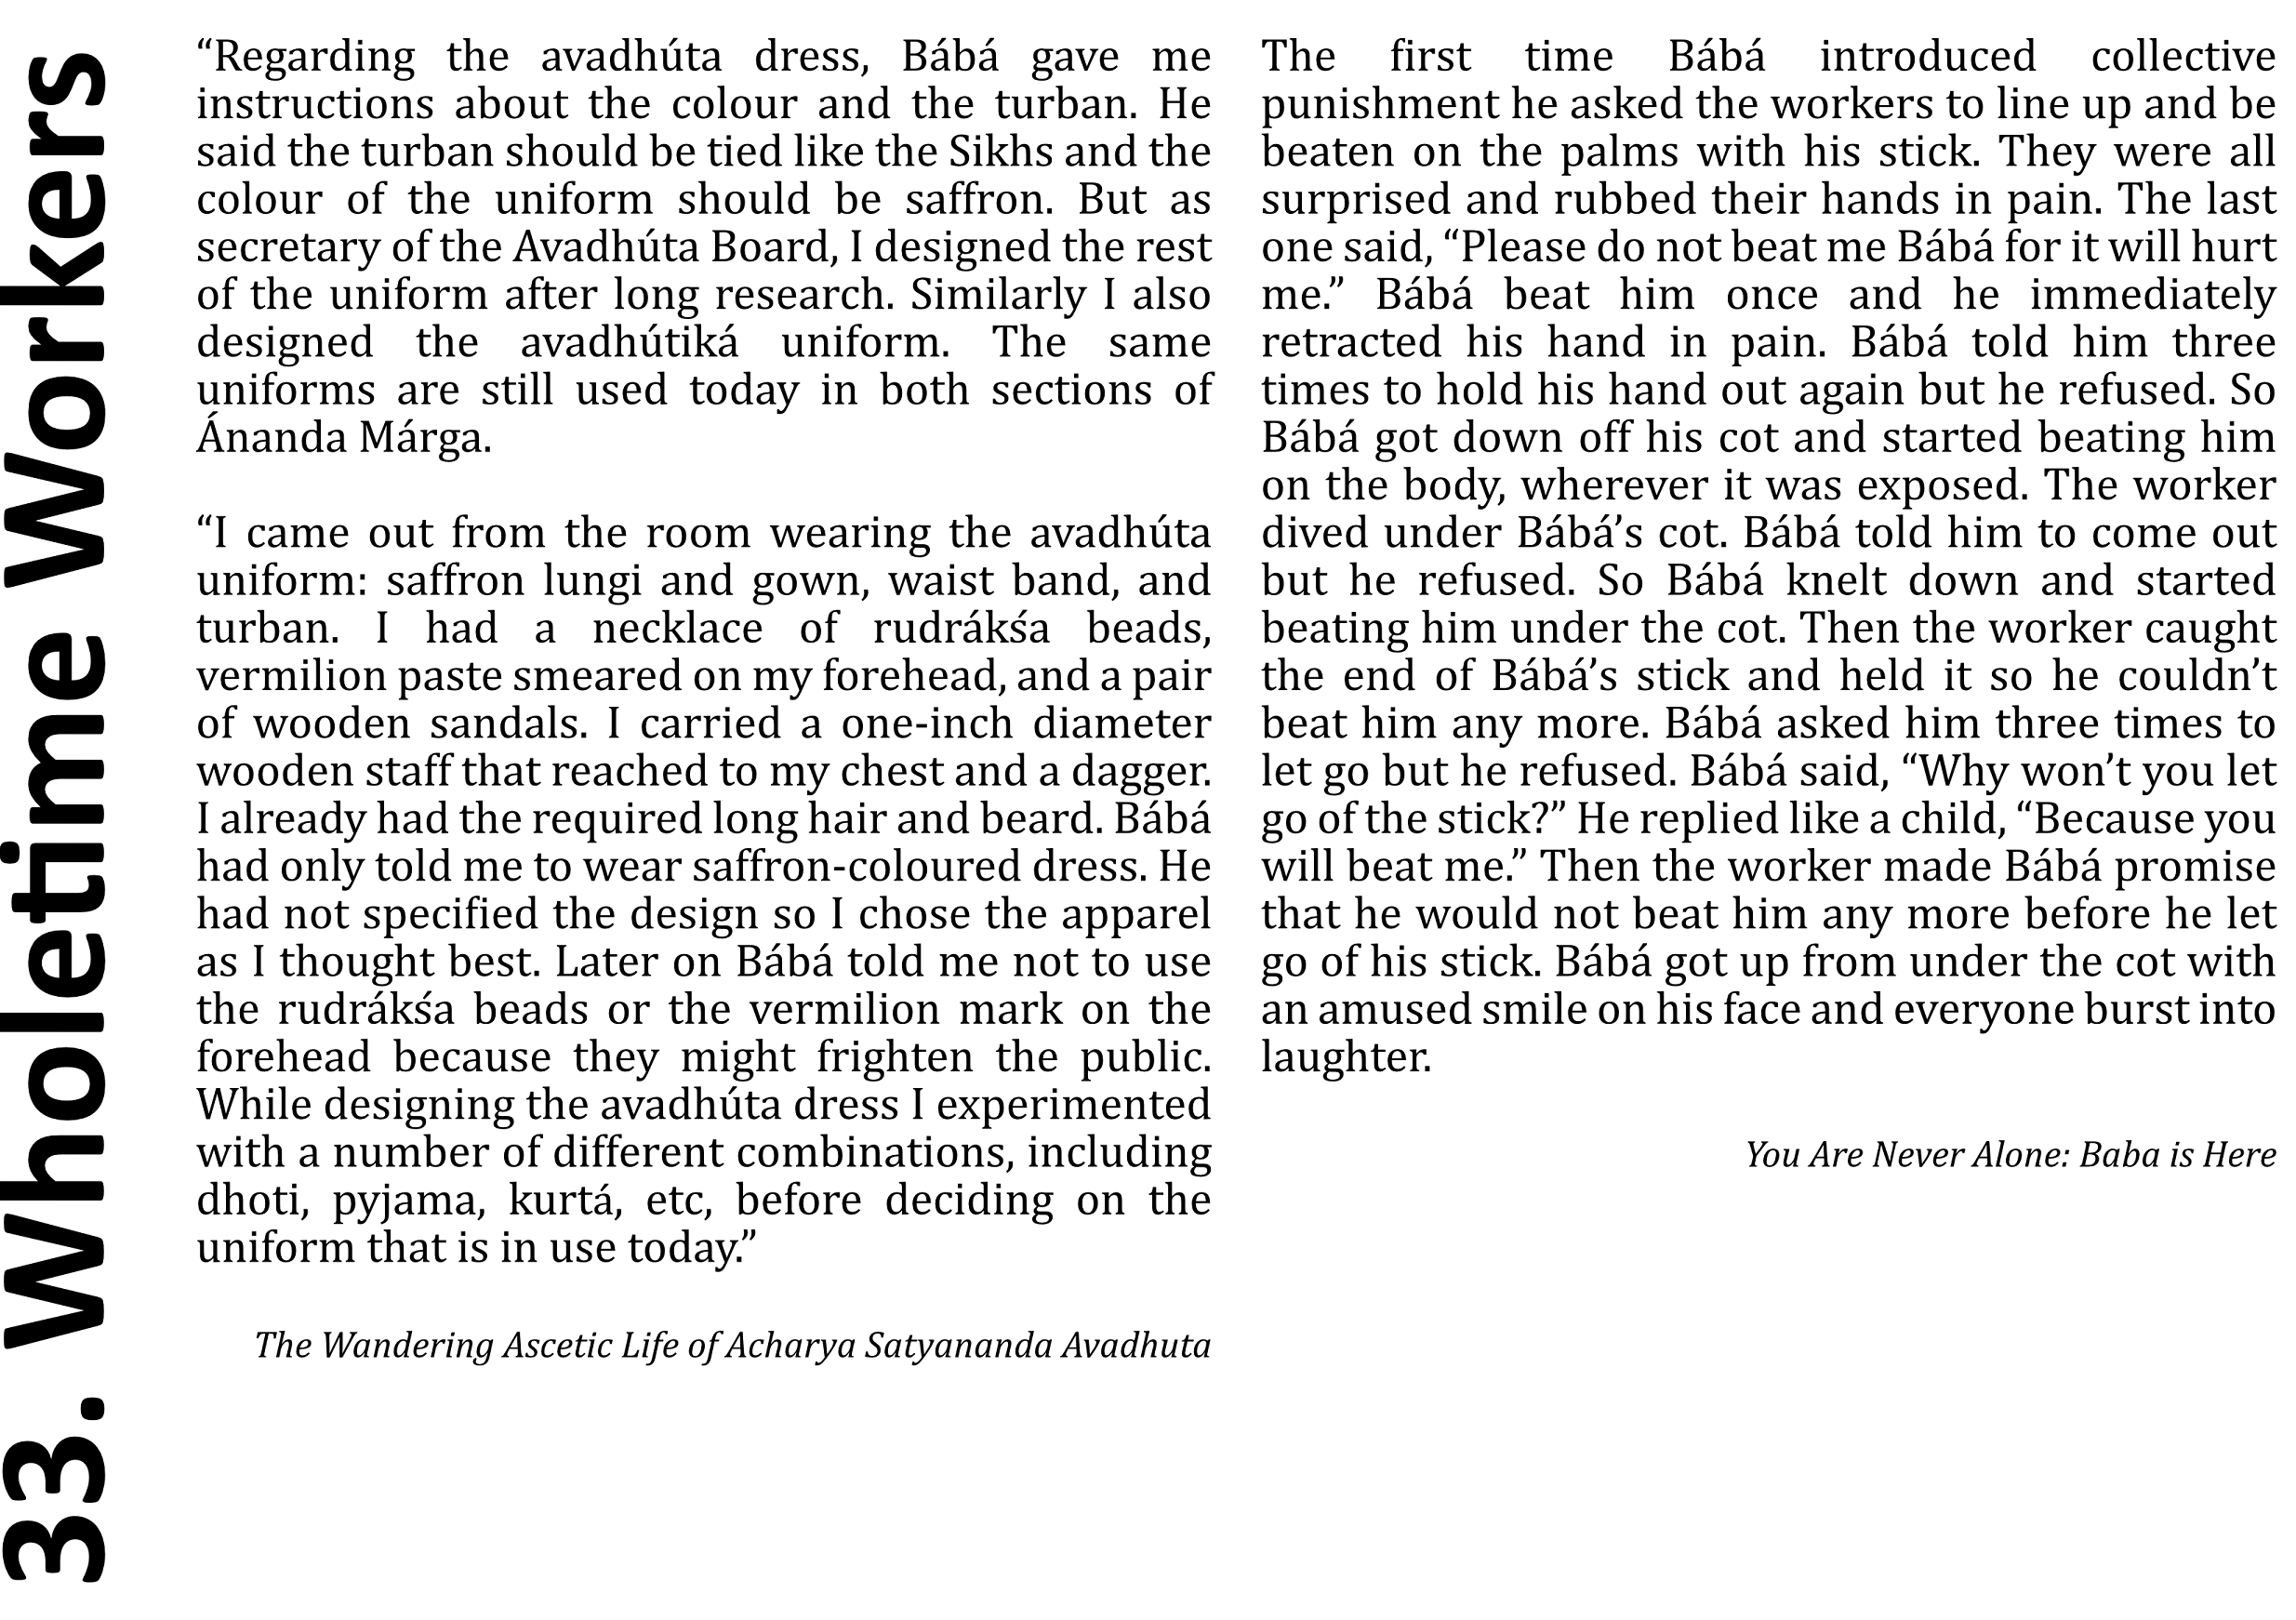 33. Wholetime Workers
“Regarding the avadhúta dress, Bábá gave me
instructions about the colour and the turban. He
said the turban should be tied like the Sikhs and the
colour of the uniform should be saffron. But as
secretary of the Avadhúta Board, I designed the rest
of the uniform after long research. Similarly I also
designed the avadhútiká uniform. The same
uniforms are still used today in both sections of
Ánanda Márga.
“I came out from the room wearing the avadhúta
uniform: saffron lungi and gown, waist band, and
turban. I had a necklace of rudrákśa beads,
vermilion paste smeared on my forehead, and a pair
of wooden sandals. I carried a one-inch diameter
wooden staff that reached to my chest and a dagger.
I already had the required long hair and beard. Bábá
had only told me to wear saffron-coloured dress. He
had not specified the design so I chose the apparel
as I thought best. Later on Bábá told me not to use
the rudrákśa beads or the vermilion mark on the
forehead because they might frighten the public.
While designing the avadhúta dress I experimented
with a number of different combinations, including
dhoti, pyjama, kurtá, etc, before deciding on the
uniform that is in use today.”
The Wandering Ascetic Life of Acharya Satyananda Avadhuta
The first time Bábá introduced collective
punishment he asked the workers to line up and be
beaten on the palms with his stick. They were all
surprised and rubbed their hands in pain. The last
one said, “Please do not beat me Bábá for it will hurt
me.” Bábá beat him once and he immediately
retracted his hand in pain. Bábá told him three
times to hold his hand out again but he refused. So
Bábá got down off his cot and started beating him
on the body, wherever it was exposed. The worker
dived under Bábá’s cot. Bábá told him to come out
but he refused. So Bábá knelt down and started
beating him under the cot. Then the worker caught
the end of Bábá’s stick and held it so he couldn’t
beat him any more. Bábá asked him three times to
let go but he refused. Bábá said, “Why won’t you let
go of the stick?” He replied like a child, “Because you
will beat me.” Then the worker made Bábá promise
that he would not beat him any more before he let
go of his stick. Bábá got up from under the cot with
an amused smile on his face and everyone burst into
laughter.
You Are Never Alone: Baba is Here